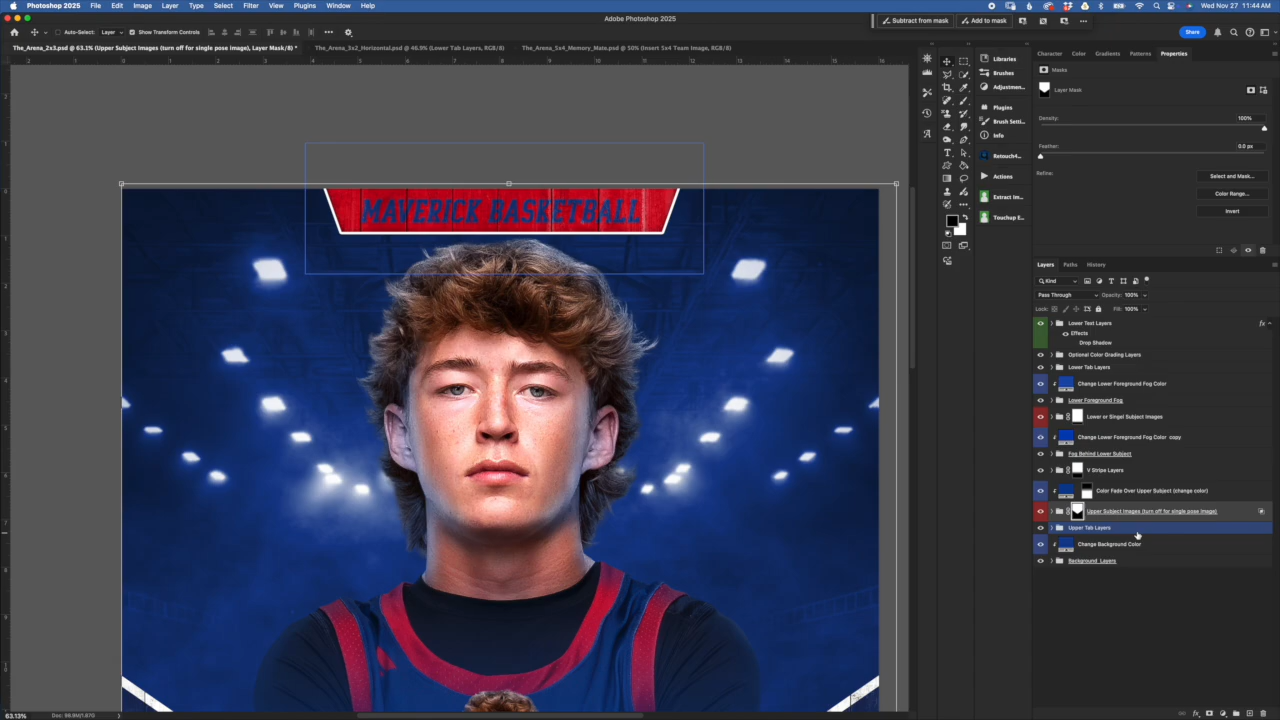 Photoshop 2025 File Edit Image Layer Type Select Filter View Plugins Window Help
Wed Nov 27 11:44 AM
Adobe Photoshop 2025
Subtract from mask Add to mask
Auto-Select: Layer Show Transform Controls
Share
The_Arena_2x3.psd @ 63.1% (Upper Subject Images (turn off for single pose image), Layer Mask/8) *
The_Arena_3x2_Horizontal.psd @ 46.9% (Lower Tab Layers, RGB/8)
The_Arena_5x4_Memory_Mate.psd @ 50% (Insert 5x4 Team Image, RGB/8)
MAVERICK BASKETBALL
Libraries
Brushes
Adjustmen...
Plugins
Brush Setti...
Info
Retouch4...
Actions
Extract Im...
Touchup E...
Character Color Gradients Patterns Properties
Masks
Layer Mask
Density: 100%
Feather: 0.0 px
Refine:
Select and Mask...
Color Range...
Invert
Layers Paths History
Kind
Pass Through Opacity: 100%
Lock: Fill: 100%
Lower Text Layers fx
Effects
Drop Shadow
Optional Color Grading Layers
Lower Tab Layers
Change Lower Foreground Fog Color
Lower Foreground Fog
Lower or Singel Subject Images
Change Lower Foreground Fog Color copy
Fog Behind Lower Subject
V Stripe Layers
Color Fade Over Upper Subject (change color)
Upper Subject Images (turn off for single pose image)
Upper Tab Layers
Change Background Color
Background Layers
63.13% Doc: 98.9M/1.87G